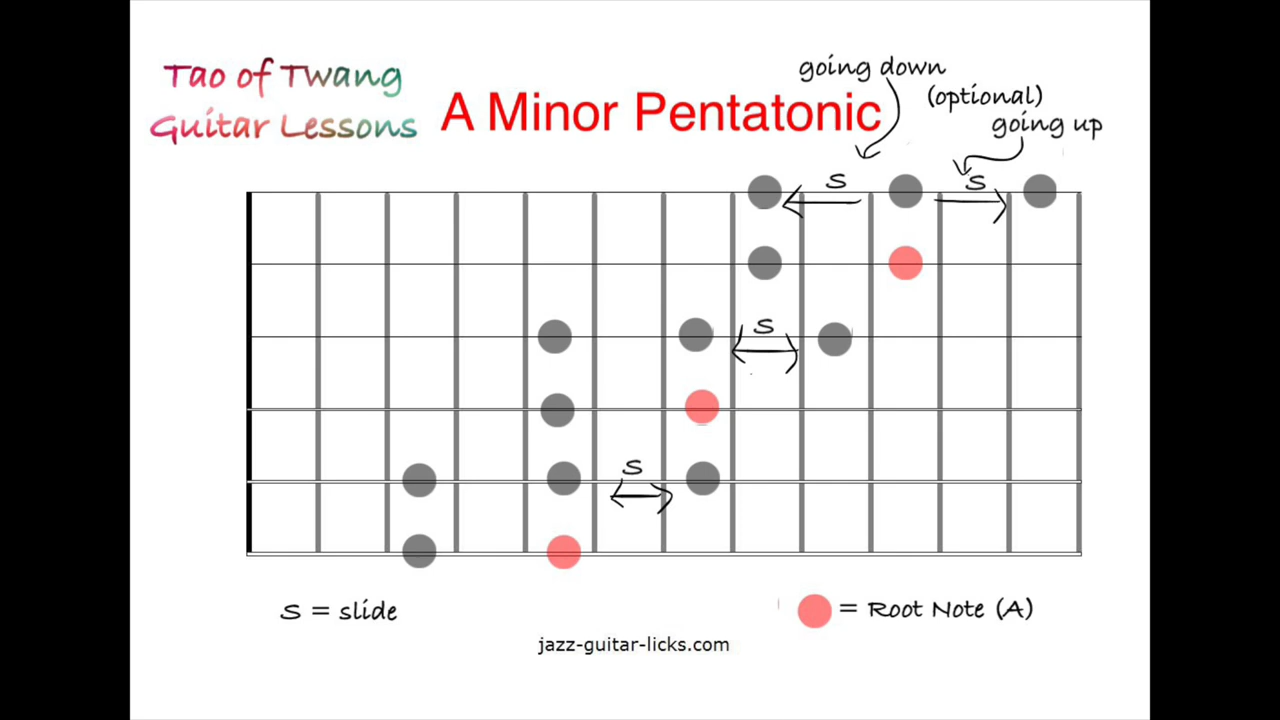 Tao of Twang
Guitar Lessons
A Minor Pentatonic
going down
(optional)
going up
S
S
S
S
S = slide
= Root Note (A)
jazz-guitar-licks.com